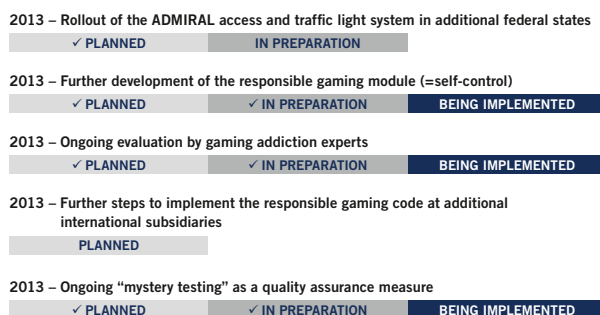 2013 – Rollout of the ADMIRAL access and traffic light system in additional federal states
✓ PLANNED IN PREPARATION
2013 – Further development of the responsible gaming module (=self-control)
✓ PLANNED ✓ IN PREPARATION BEING IMPLEMENTED
2013 – Ongoing evaluation by gaming addiction experts
✓ PLANNED ✓ IN PREPARATION BEING IMPLEMENTED
2013 – Further steps to implement the responsible gaming code at additional
international subsidiaries
PLANNED
2013 – Ongoing “mystery testing” as a quality assurance measure
✓ PLANNED ✓ IN PREPARATION BEING IMPLEMENTED